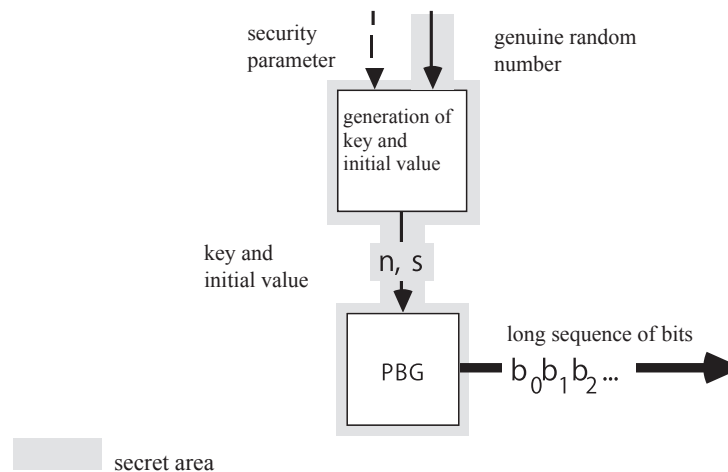 security
parameter
genuine random
number
generation of
key and
initial value
key and
initial value
n, s
long sequence of bits
PBG
b0b1b2...
secret area